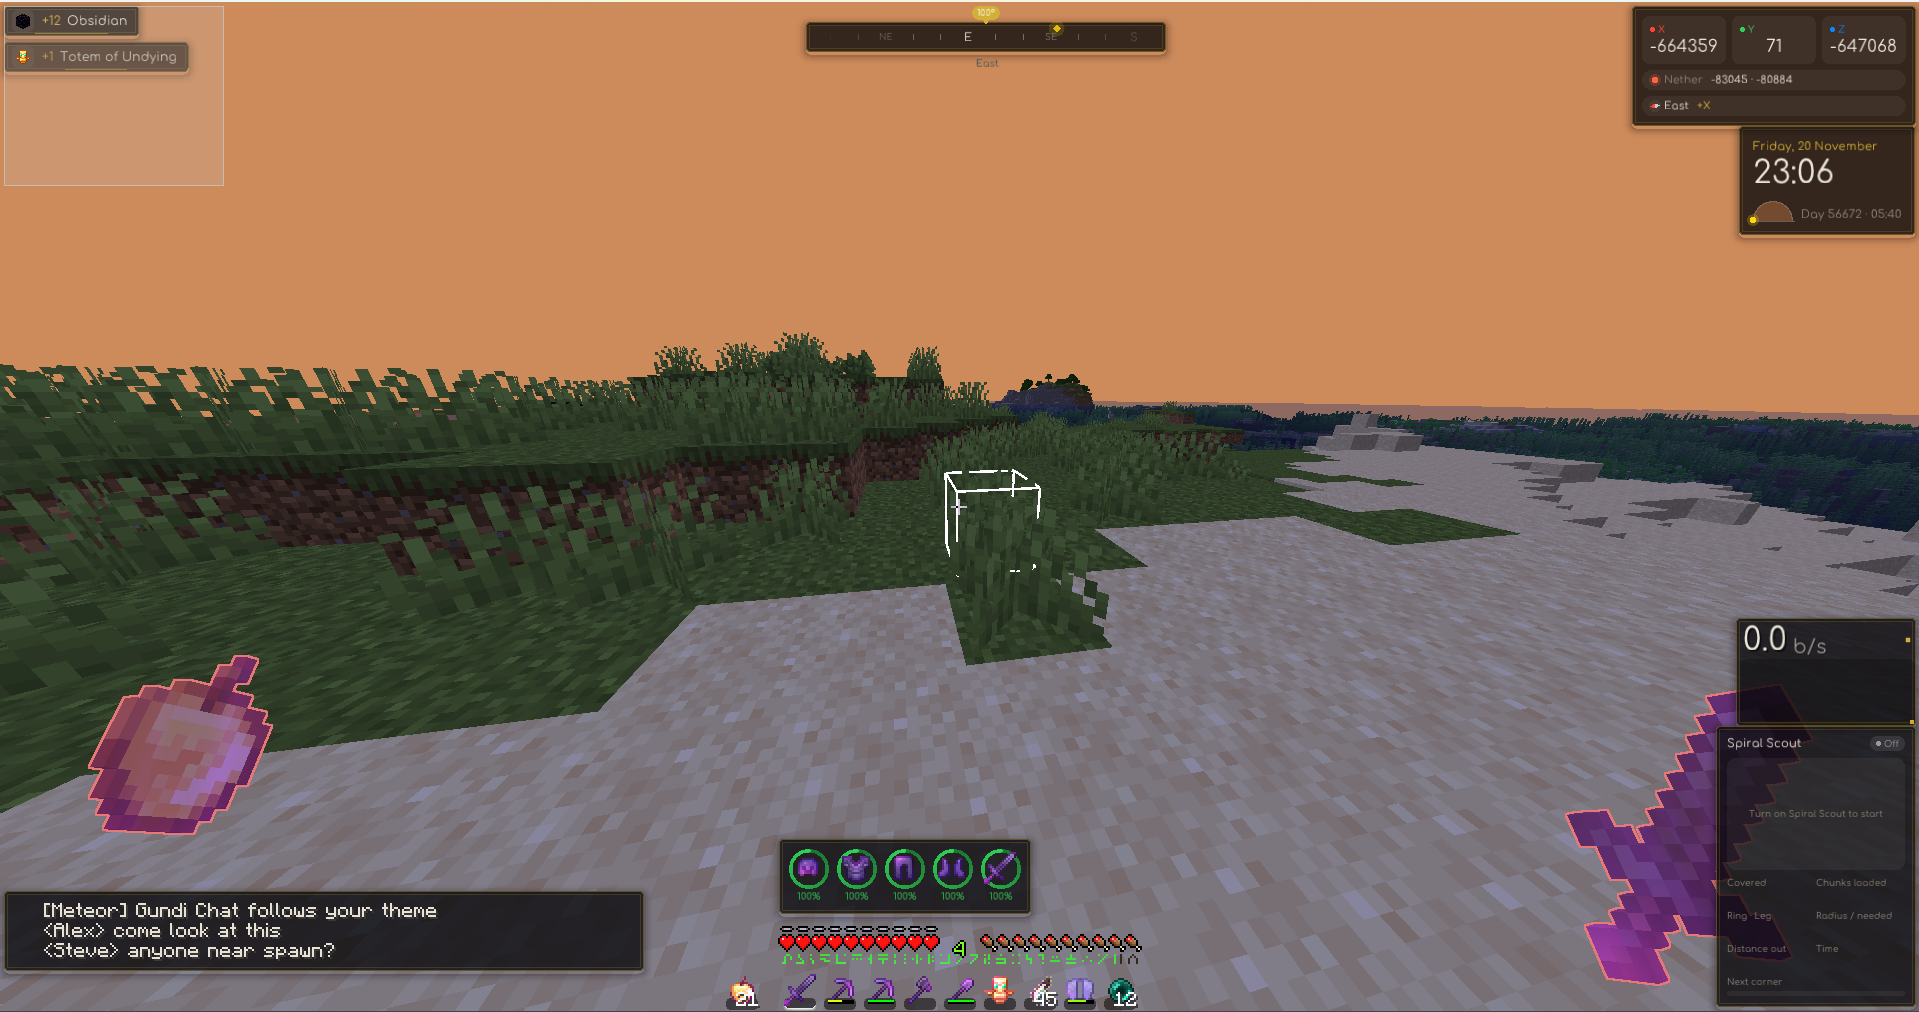 +12 Obsidian
+1 Totem of Undying
100°
NE E SE S
East
X Y Z
-664359 71 -647068
Nether -83045 · -80884
East +X
Friday, 20 November
23:06
Day 56672 · 05:40
0.0 b/s
Spiral Scout Off
Turn on Spiral Scout to start
Covered Chunks loaded
Ring · Leg Radius / needed
Distance out Time
Next corner
100% 100% 100% 100% 100%
[Meteor] Gundi Chat follows your theme
<Alex> come look at this
<Steve> anyone near spawn?
4
21 45 12